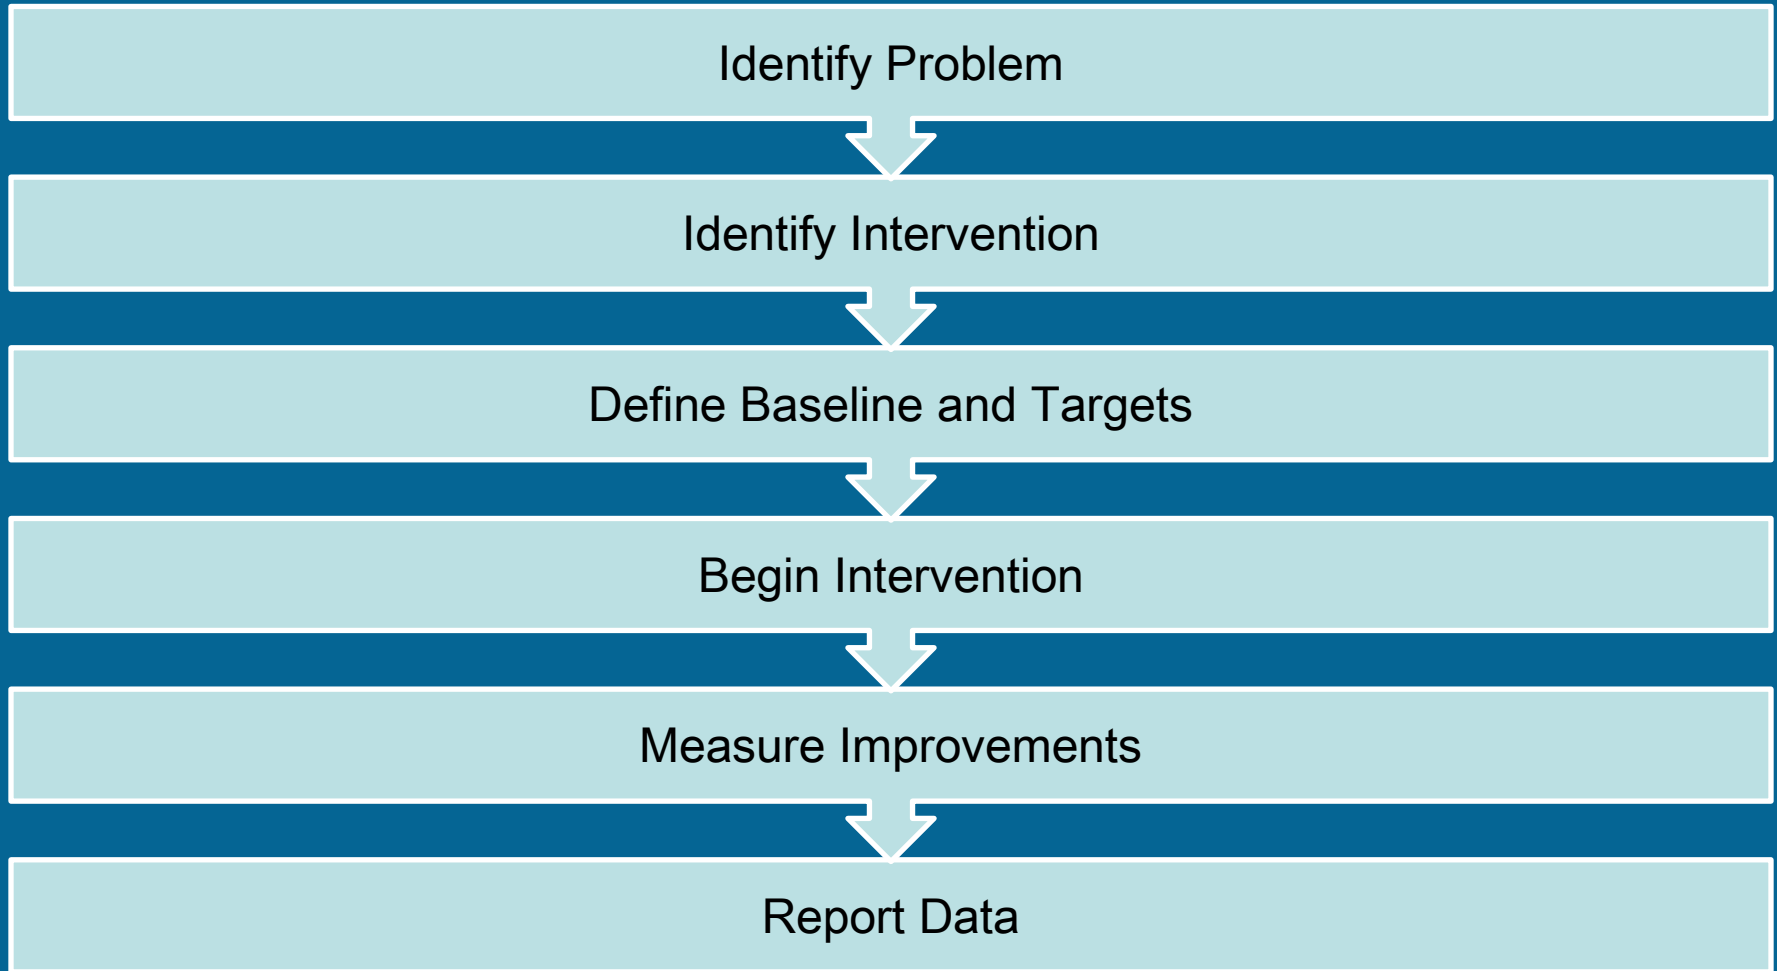 Identify Problem
Identify Intervention
Define Baseline and Targets
Begin Intervention
Measure Improvements
Report Data